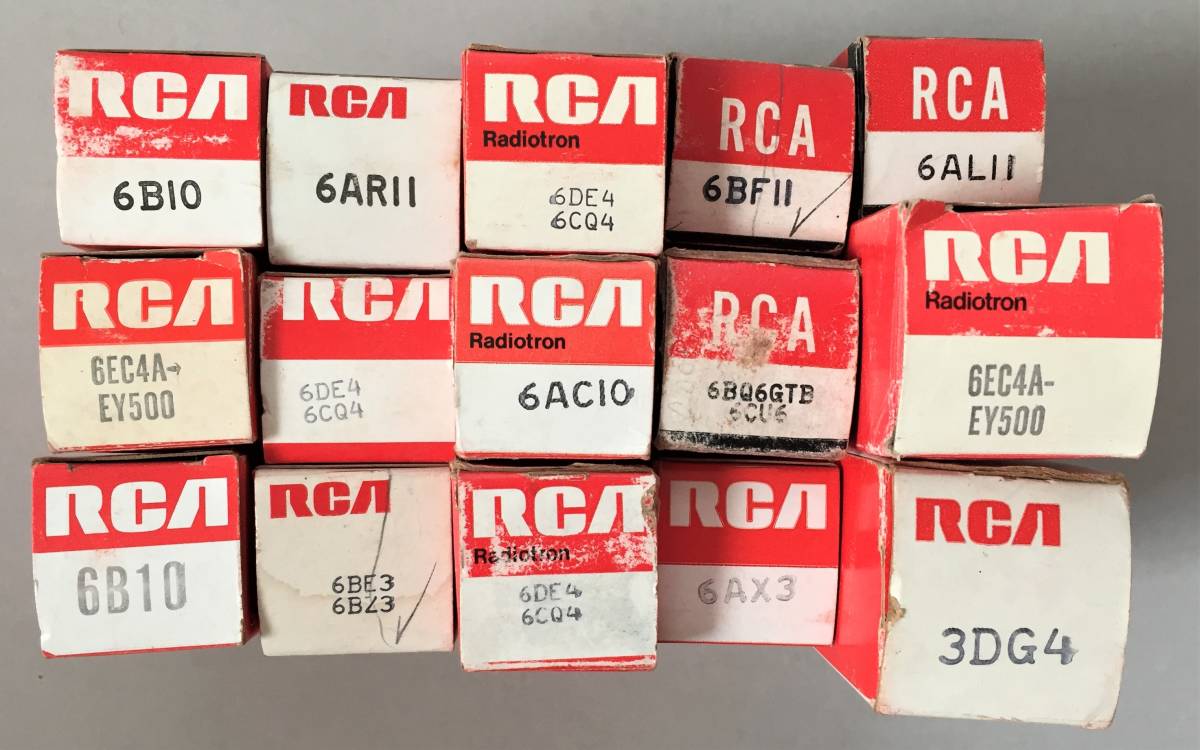 RCA
6B10
RCA
6AR11
RCA
Radiotron
6DE4
6CQ4
RCA
6BF11
RCA
6AL11
RCA
6EC4A→
EY500
RCA
6DE4
6CQ4
RCA
Radiotron
6AC10
RCA
6BQ6GTB
6CU6
RCA
Radiotron
6EC4A-
EY500
RCA
6B10
RCA
6BE3
6BZ3
RCA
Radiotron
6DE4
6CQ4
RCA
6AX3
RCA
3DG4